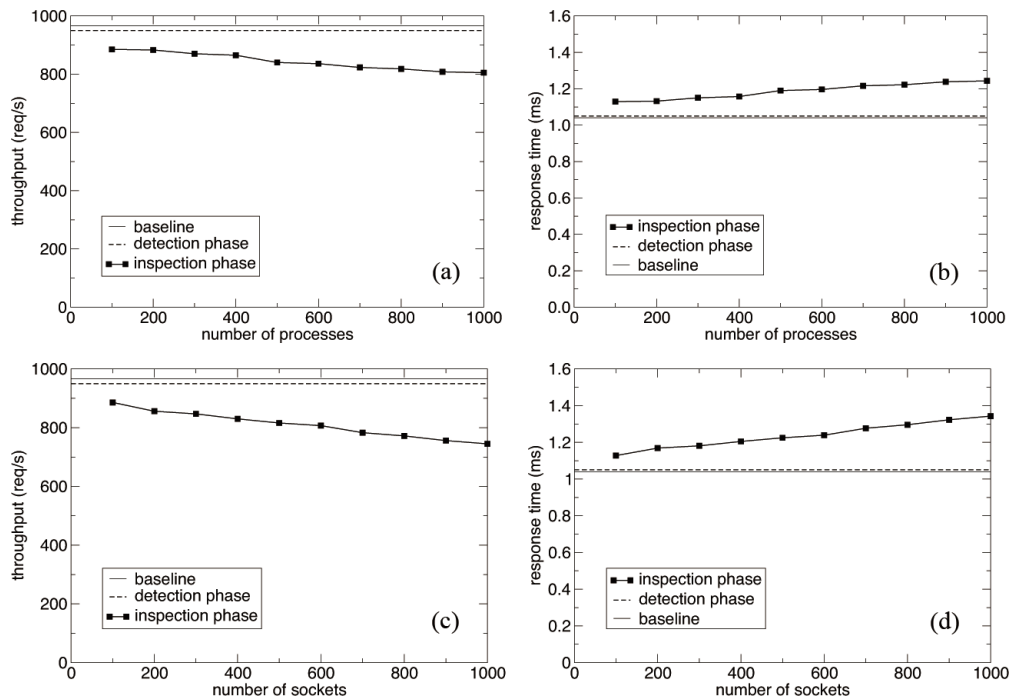 1000
800
600
400
200
0
throughput (req/s)
baseline
detection phase
inspection phase
(a)
0 200 400 600 800 1000
number of processes
1.6
1.4
1.2
1.0
0.8
0.6
0.4
0.2
0.0
response time (ms)
inspection phase
detection phase
baseline
(b)
0 200 400 600 800 1000
number of processes
1000
800
600
400
200
0
throughput (req/s)
baseline
detection phase
inspection phase
(c)
0 200 400 600 800 1000
number of sockets
1.6
1.4
1.2
1
0.8
0.6
0.4
0.2
0
response time (ms)
inspection phase
detection phase
baseline
(d)
0 200 400 600 800 1000
number of sockets